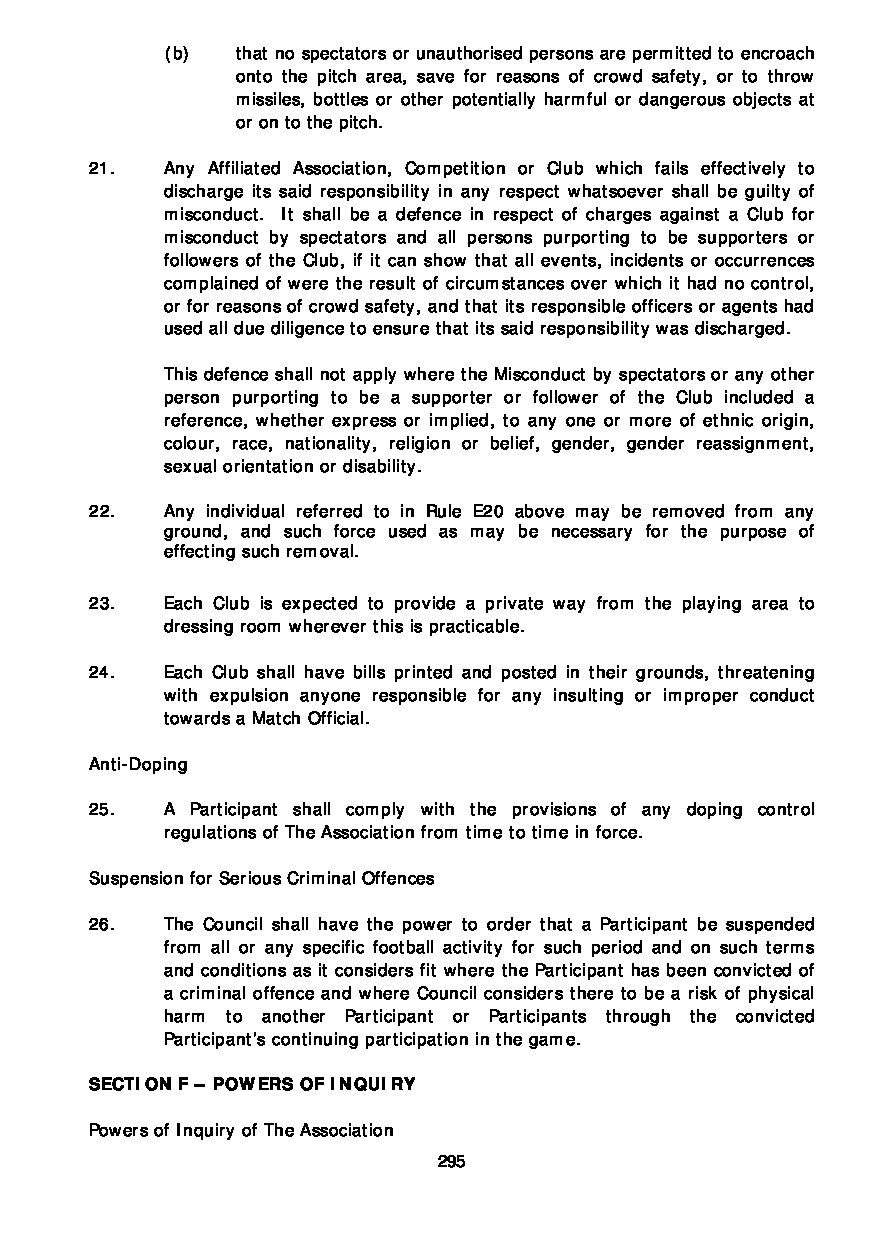 (b) that no spectators or unauthorised persons are permitted to encroach
onto the pitch area, save for reasons of crowd safety, or to throw
missiles, bottles or other potentially harmful or dangerous objects at
or on to the pitch.
21. Any Affiliated Association, Competition or Club which fails effectively to
discharge its said responsibility in any respect whatsoever shall be guilty of
misconduct. It shall be a defence in respect of charges against a Club for
misconduct by spectators and all persons purporting to be supporters or
followers of the Club, if it can show that all events, incidents or occurrences
complained of were the result of circumstances over which it had no control,
or for reasons of crowd safety, and that its responsible officers or agents had
used all due diligence to ensure that its said responsibility was discharged.
This defence shall not apply where the Misconduct by spectators or any other
person purporting to be a supporter or follower of the Club included a
reference, whether express or implied, to any one or more of ethnic origin,
colour, race, nationality, religion or belief, gender, gender reassignment,
sexual orientation or disability.
22. Any individual referred to in Rule E20 above may be removed from any
ground, and such force used as may be necessary for the purpose of
effecting such removal.
23. Each Club is expected to provide a private way from the playing area to
dressing room wherever this is practicable.
24. Each Club shall have bills printed and posted in their grounds, threatening
with expulsion anyone responsible for any insulting or improper conduct
towards a Match Official.
Anti-Doping
25. A Participant shall comply with the provisions of any doping control
regulations of The Association from time to time in force.
Suspension for Serious Criminal Offences
26. The Council shall have the power to order that a Participant be suspended
from all or any specific football activity for such period and on such terms
and conditions as it considers fit where the Participant has been convicted of
a criminal offence and where Council considers there to be a risk of physical
harm to another Participant or Participants through the convicted
Participant's continuing participation in the game.
SECTION F – POWERS OF INQUIRY
Powers of Inquiry of The Association
295